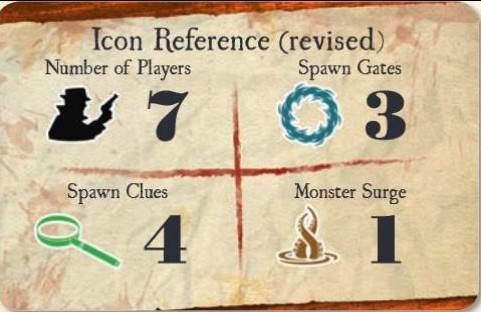 Icon Reference (revised)
Number of Players
7
Spawn Gates
3
Spawn Clues
4
Monster Surge
1